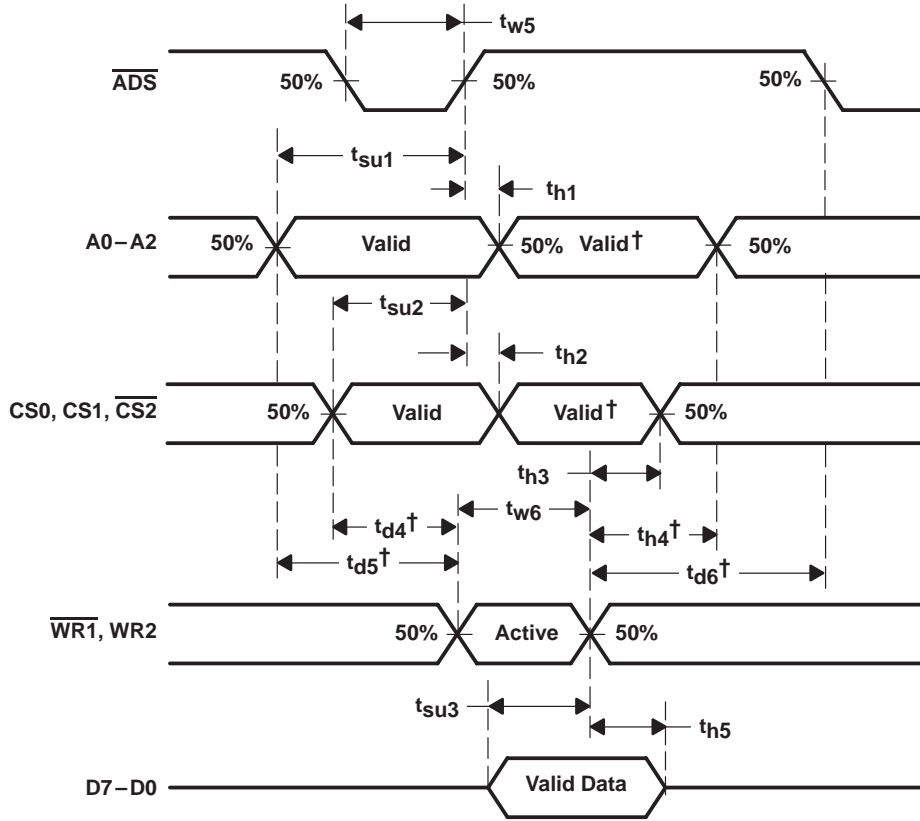 tw5
ADS
50%
50%
50%
tsu1
th1
A0–A2
50%
Valid
50%
Valid†
50%
tsu2
th2
CS0, CS1, CS2
50%
Valid
Valid†
50%
th3
tw6
td4†
th4†
td5†
td6†
WR1, WR2
50%
Active
50%
tsu3
th5
D7–D0
Valid Data